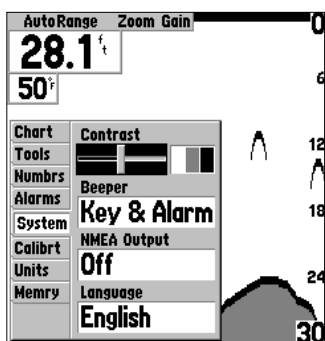 AutoRange Zoom Gain
0
28.1 ft
50°F
6
12
18
24
30
Chart
Tools
Numbrs
Alarms
System
Calibrt
Units
Memry
Contrast
Beeper
Key & Alarm
NMEA Output
Off
Language
English